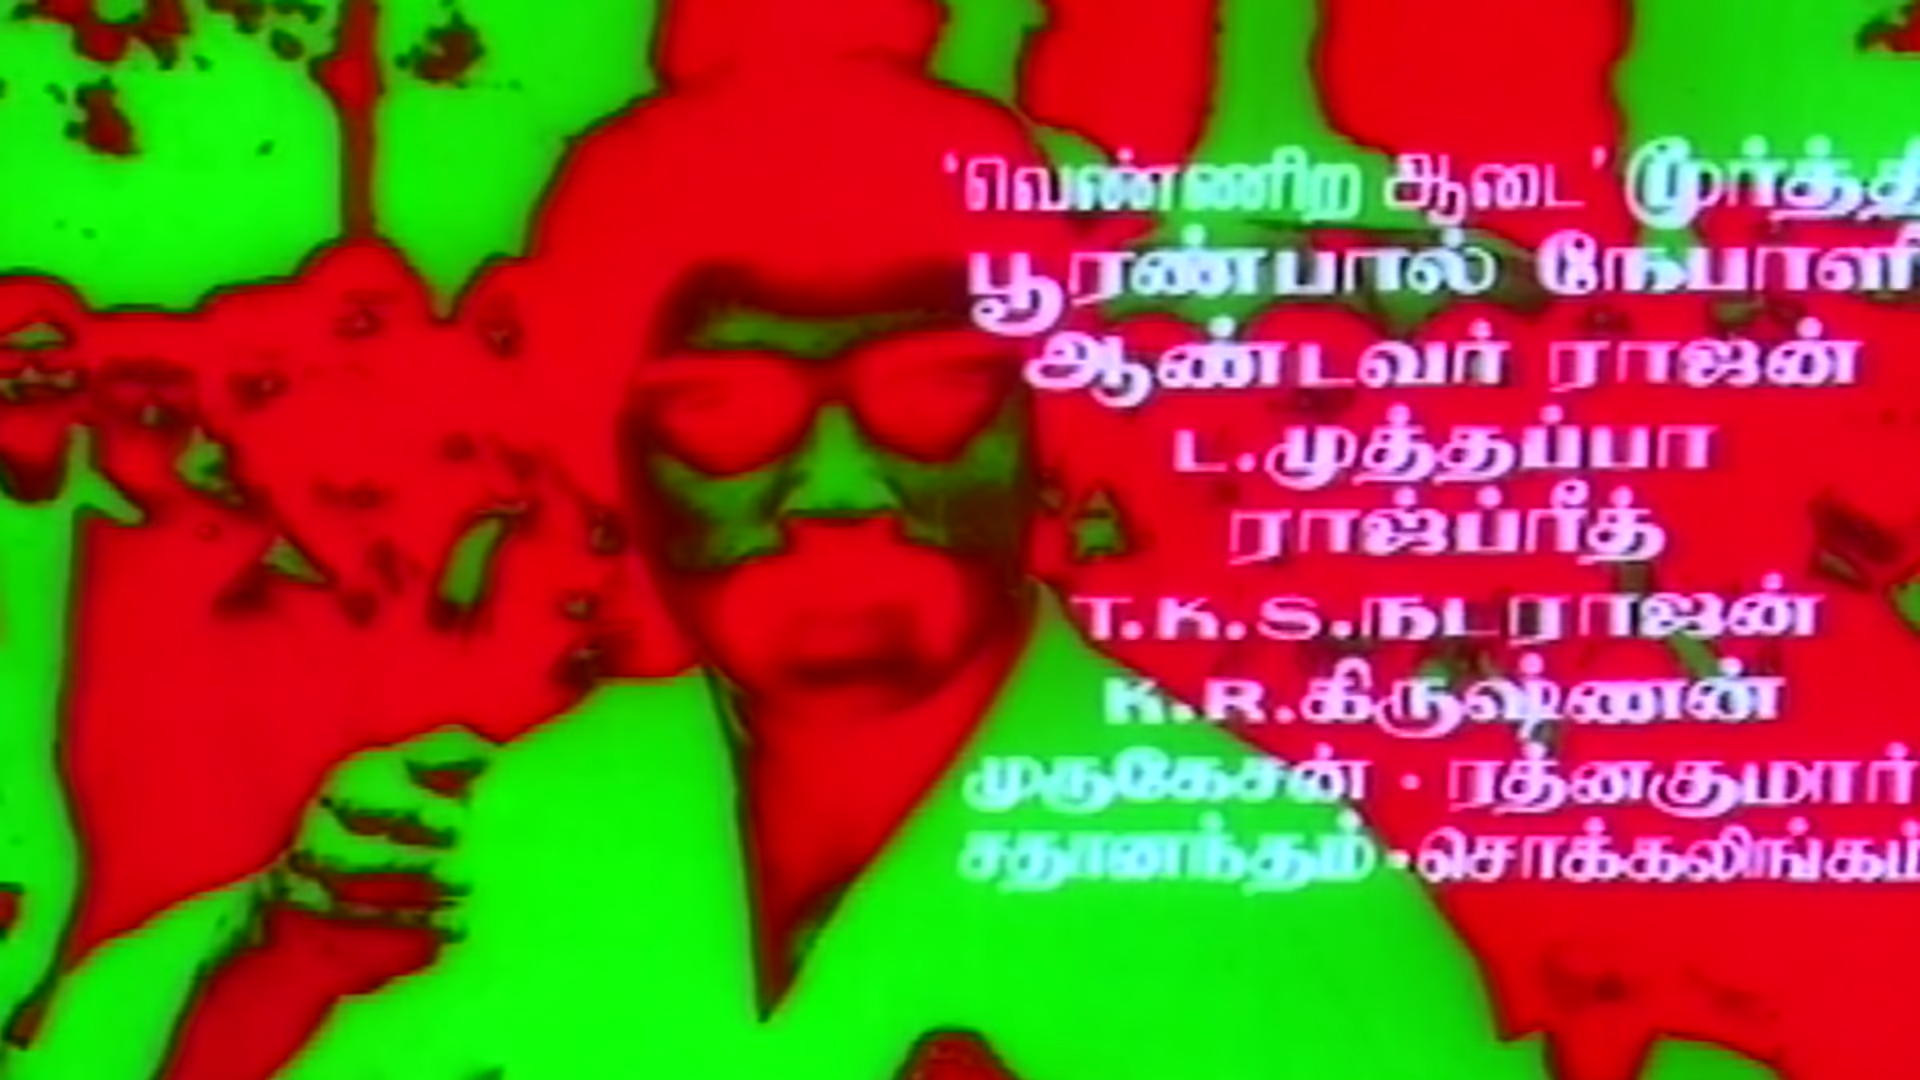 'வெண்ணிற ஆடை' மூர்த்தி
பூரண்பால் நேபாளி
ஆண்டவர் ராஜன்
ட.முத்தப்பா
ராஜ்ப்ரீத்
T.K.S.நடராஜன்
K.R.கிருஷ்ணன்
முருகேசன் · ரத்னகுமார்
சதானந்தம்·சொக்கலிங்கம்